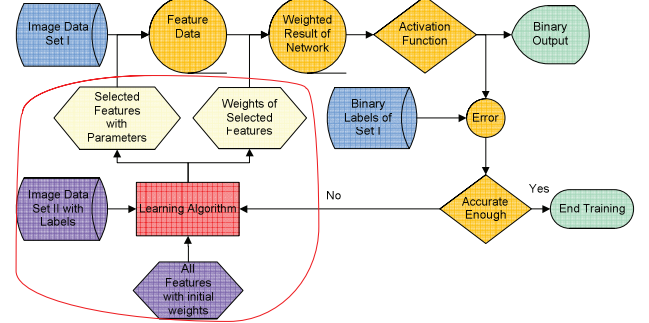 Image Data
Set I
Feature
Data
Weighted
Result of
Network
Activation
Function
Binary
Output
Selected
Features
with
Parameters
Weights of
Selected
Features
Binary
Labels of
Set I
Error
Image Data
Set II with
Labels
Learning Algorithm
No
Accurate
Enough
Yes
End Training
All
Features
with initial
weights